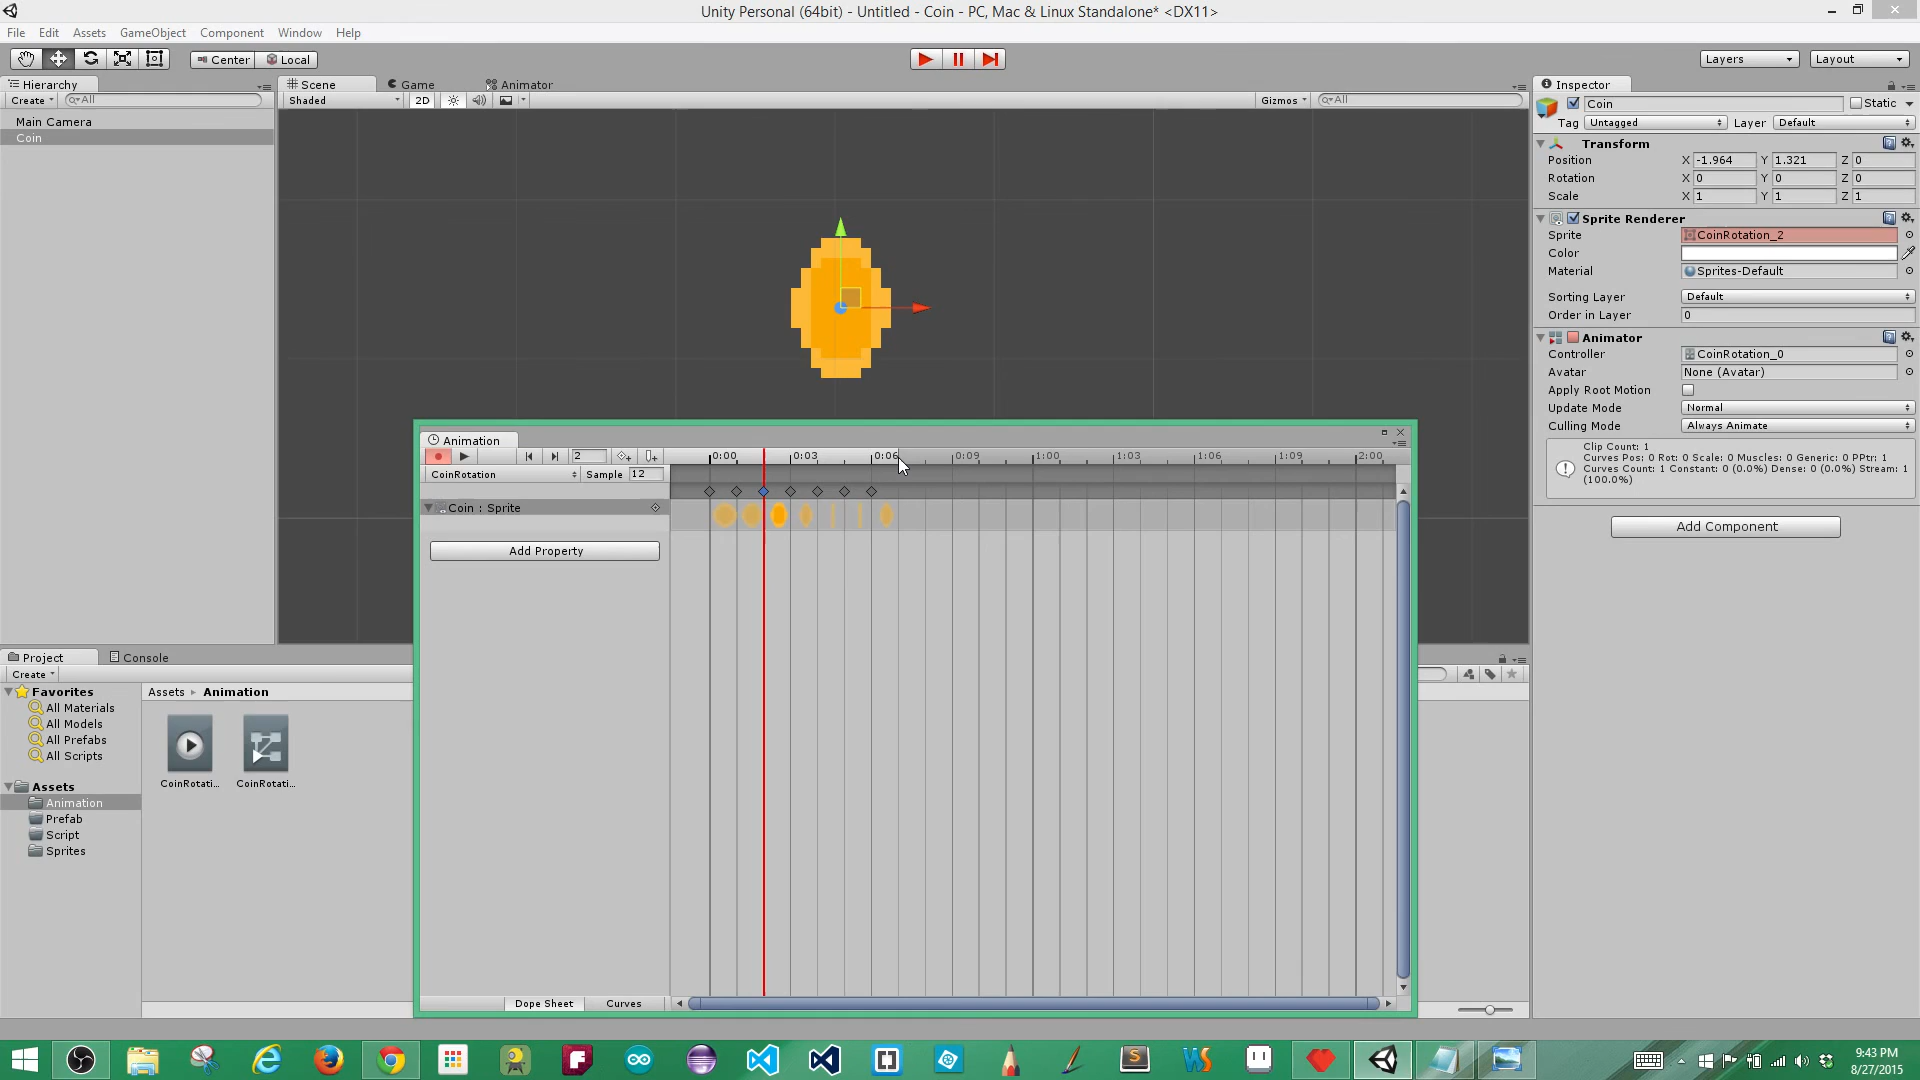 Unity Personal (64bit) - Untitled - Coin - PC, Mac & Linux Standalone* <DX11>
File Edit Assets GameObject Component Window Help
Center Local Layers Layout
Hierarchy
Create All
Main Camera
Coin
Scene Game Animator
Shaded 2D Gizmos All
Inspector
Coin Static
Tag Untagged Layer Default
Transform
Position X -1.964 Y 1.321 Z 0
Rotation X 0 Y 0 Z 0
Scale X 1 Y 1 Z 1
Sprite Renderer
Sprite CoinRotation_2
Color
Material Sprites-Default
Sorting Layer Default
Order in Layer 0
Animator
Controller CoinRotation_0
Avatar None (Avatar)
Apply Root Motion
Update Mode Normal
Culling Mode Always Animate
Clip Count: 1
Curves Pos: 0 Rot: 0 Scale: 0 Muscles: 0 Generic: 0 PPtr: 1
Curves Count: 1 Constant: 0 (0.0%) Dense: 0 (0.0%) Stream: 1
(100.0%)
Add Component
Animation
2 0:00 0:03 0:06 0:09 1:00 1:03 1:06 1:09 2:00
CoinRotation Sample 12
Coin : Sprite
Add Property
Dope Sheet Curves
Project Console
Create
Favorites
All Materials
All Models
All Prefabs
All Scripts
Assets
Animation
Prefab
Script
Sprites
Assets Animation
CoinRotati... CoinRotati...
9:43 PM
8/27/2015